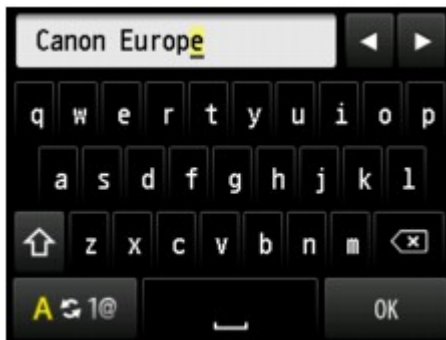 Canon Europe
q w e r t y u i o p
a s d f g h j k l
z x c v b n m
A 1@ OK